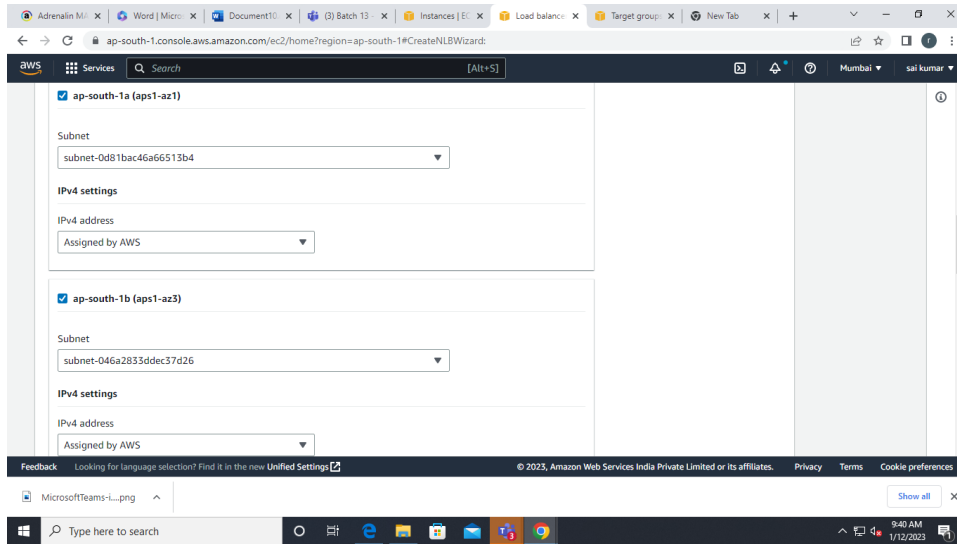 Adrenalin MA
Word | Micros
Document10
(3) Batch 13 -
Instances | EC
Load balance
Target groups
New Tab
ap-south-1.console.aws.amazon.com/ec2/home?region=ap-south-1#CreateNLBWizard:
aws Services Search [Alt+S] Mumbai sai kumar
ap-south-1a (aps1-az1)
Subnet
subnet-0d81bac46a66513b4
IPv4 settings
IPv4 address
Assigned by AWS
ap-south-1b (aps1-az3)
Subnet
subnet-046a2833ddec37d26
IPv4 settings
IPv4 address
Assigned by AWS
Feedback Looking for language selection? Find it in the new Unified Settings © 2023, Amazon Web Services India Private Limited or its affiliates. Privacy Terms Cookie preferences
MicrosoftTeams-i....png Show all
Type here to search
9:40 AM
1/12/2023